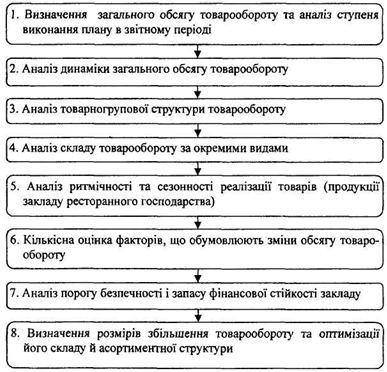 1. Визначення загального обсягу товарообороту та аналіз ступеня
виконання плану в звітному періоді
2. Аналіз динаміки загального обсягу товарообороту
3. Аналіз товарногрупової структури товарообороту
4. Аналіз складу товарообороту за окремими видами
5. Аналіз ритмічності та сезонності реалізації товарів (продукції
закладу ресторанного господарства)
6. Кількісна оцінка факторів, що обумовлюють зміни обсягу товаро-
обороту
7. Аналіз порогу безпечності і запасу фінансової стійкості закладу
8. Визначення розмірів збільшення товарообороту та оптимізації
його складу й асортиментної структури